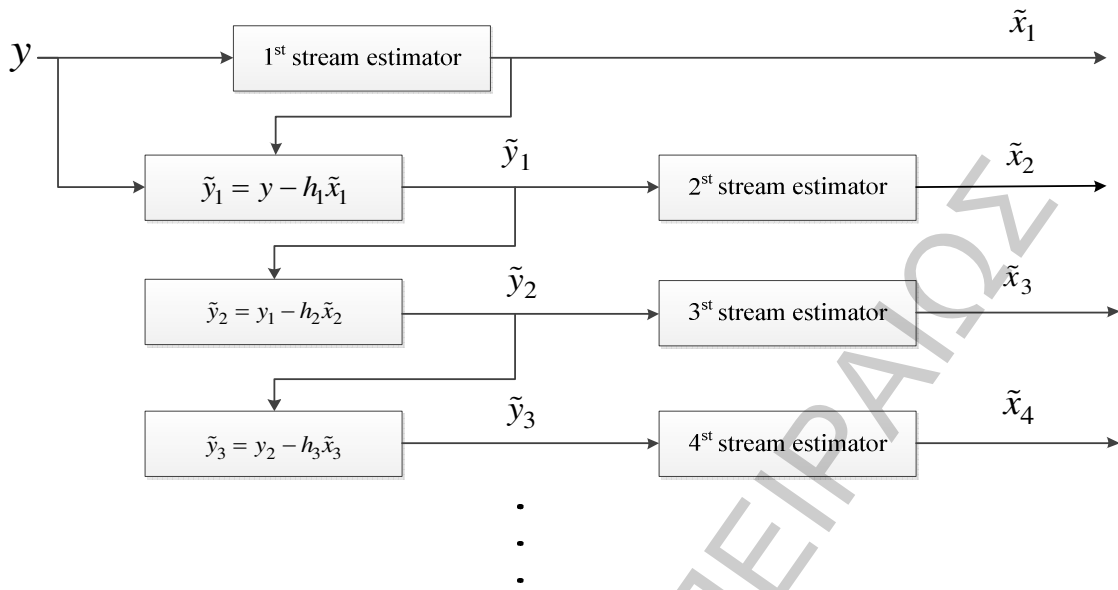 x̃₁
y 1ˢᵗ stream estimator
ỹ₁ x̃₂
ỹ₁ = y − h₁x̃₁ 2ˢᵗ stream estimator
ỹ₂ x̃₃
ỹ₂ = y₁ − h₂x̃₂ 3ˢᵗ stream estimator
ỹ₃ x̃₄
ỹ₃ = y₂ − h₃x̃₃ 4ˢᵗ stream estimator
ΠΕΙΡΑΙΩΣ